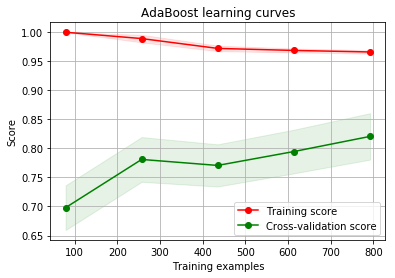 AdaBoost learning curves
Score
1.00
0.95
0.90
0.85
0.80
0.75
0.70
0.65
Training score
Cross-validation score
100 200 300 400 500 600 700 800
Training examples